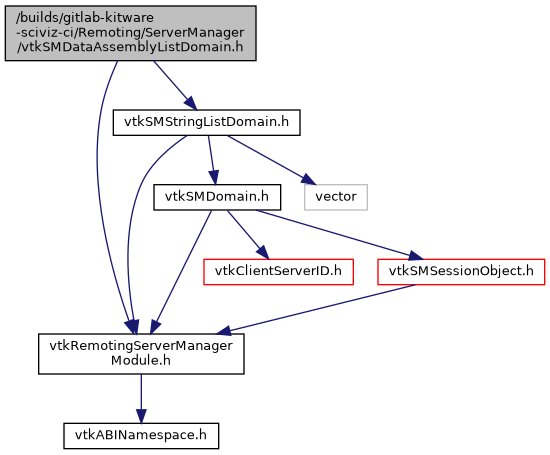 /builds/gitlab-kitware
-sciviz-ci/Remoting/ServerManager
/vtkSMDataAssemblyListDomain.h
vtkSMStringListDomain.h
vtkSMDomain.h
vector
vtkClientServerID.h
vtkSMSessionObject.h
vtkRemotingServerManager
Module.h
vtkABINamespace.h